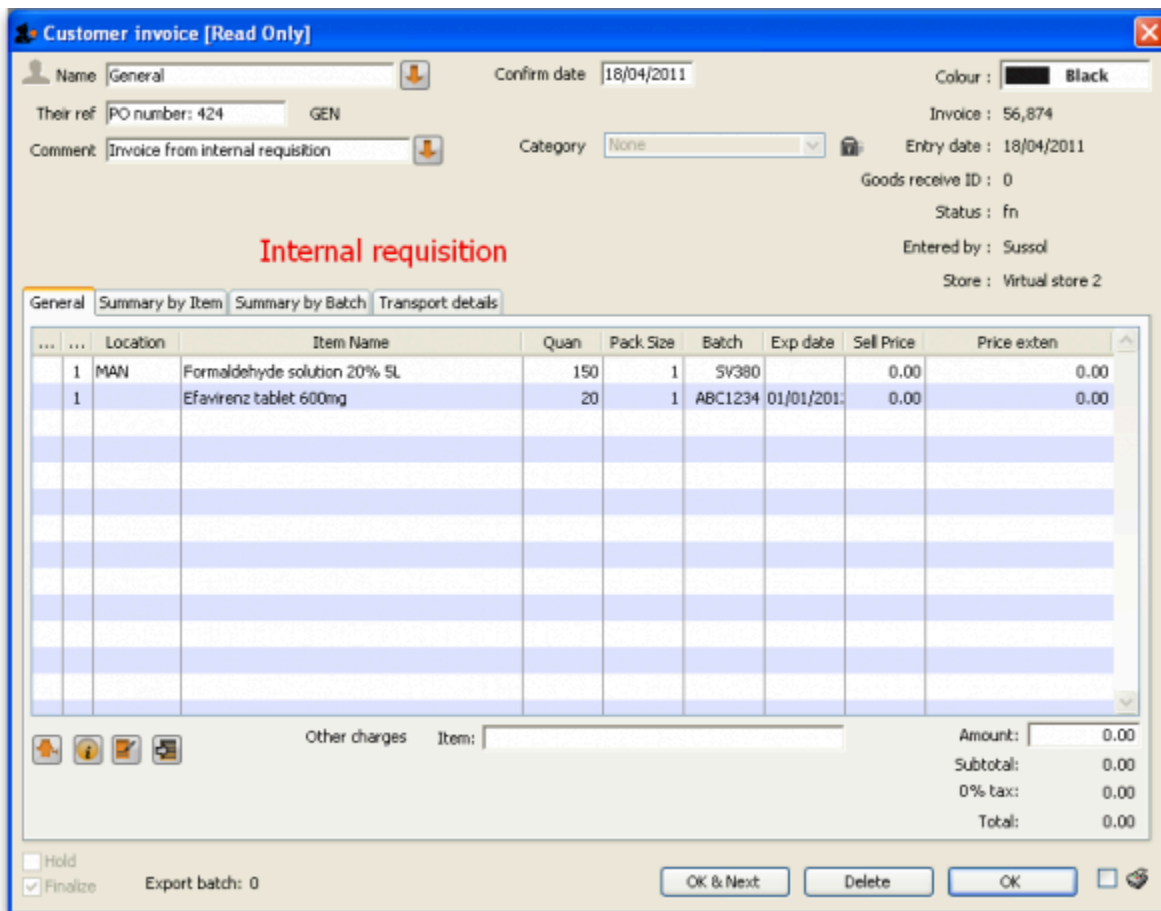 Customer invoice [Read Only]
Name General Confirm date 18/04/2011 Colour : Black
Their ref PO number: 424 GEN Invoice : 56,874
Comment Invoice from internal requisition Category None Entry date : 18/04/2011
Goods receive ID : 0
Status : fn
Internal requisition Entered by : Sussol
Store : Virtual store 2
General Summary by Item Summary by Batch Transport details
... ... Location Item Name Quan Pack Size Batch Exp date Sell Price Price exten
1 MAN Formaldehyde solution 20% 5L 150 1 SV380 0.00 0.00
1 Efavirenz tablet 600mg 20 1 ABC1234 0.00 0.00
Other charges Item: Amount: 0.00
Subtotal: 0.00
0% tax: 0.00
Total: 0.00
Hold
Finalize Export batch: 0 OK & Next Delete OK